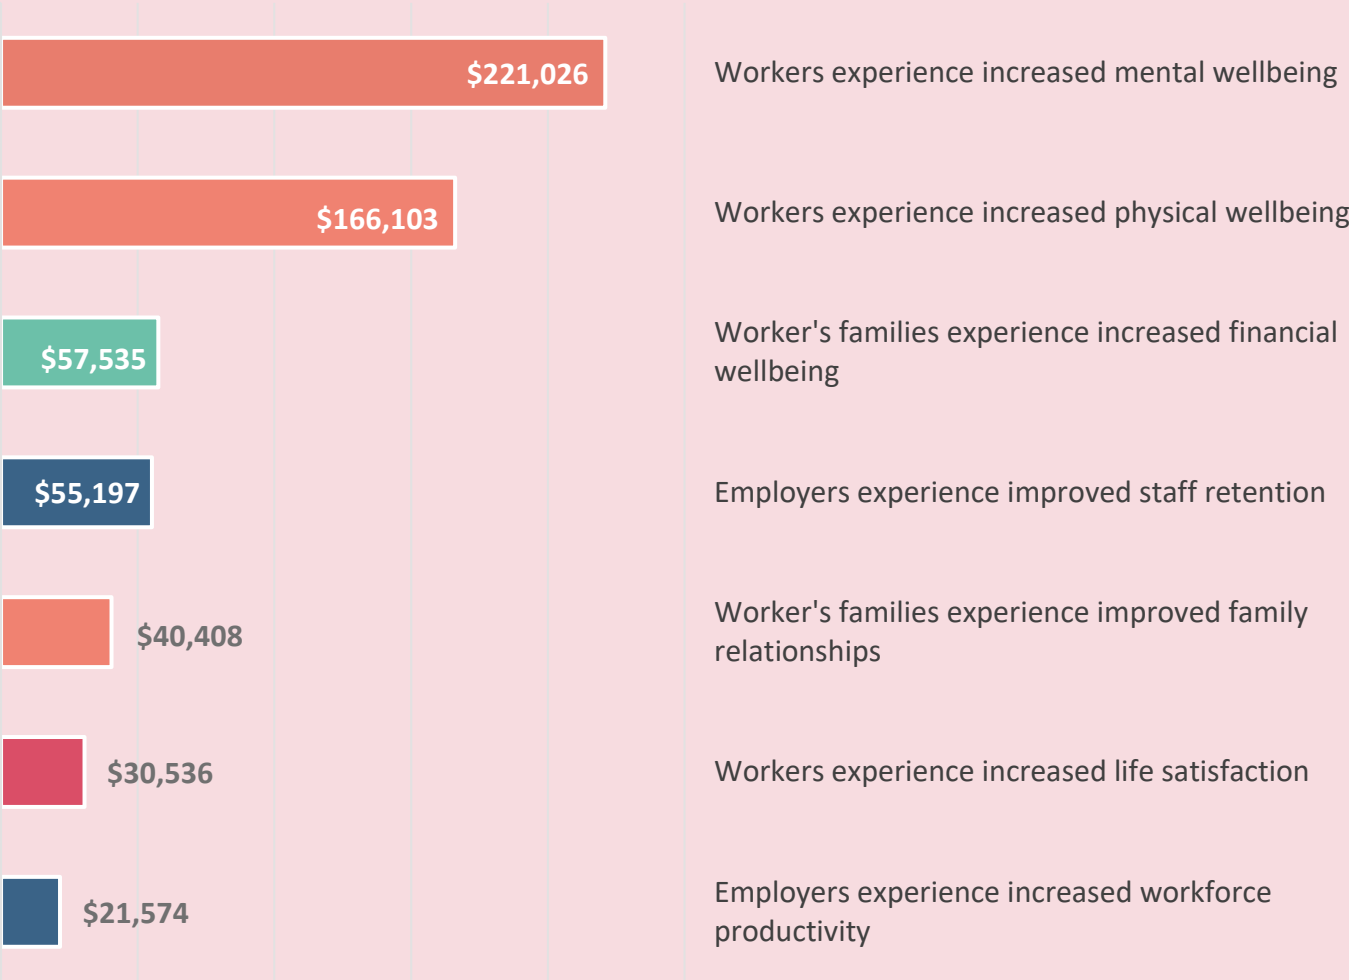 $221,026 Workers experience increased mental wellbeing
$166,103 Workers experience increased physical wellbeing
$57,535 Worker's families experience increased financial
wellbeing
$55,197 Employers experience improved staff retention
$40,408 Worker's families experience improved family
relationships
$30,536 Workers experience increased life satisfaction
$21,574 Employers experience increased workforce
productivity